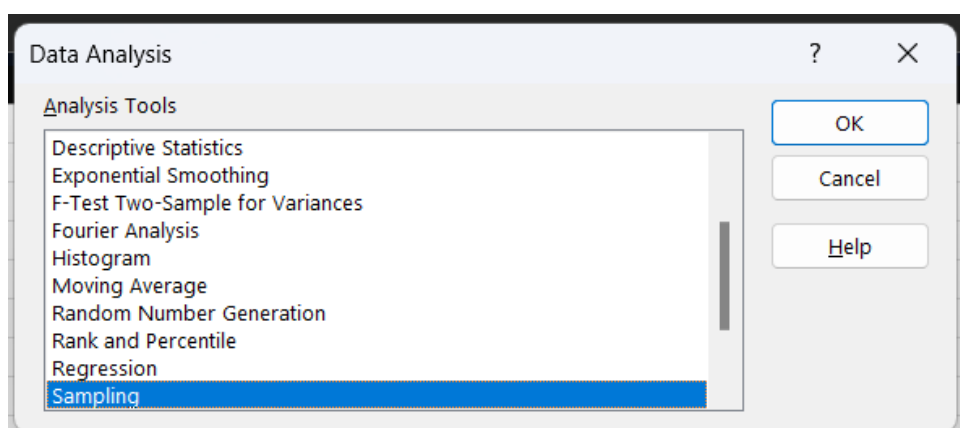 Data Analysis
?
Analysis Tools
OK
Descriptive Statistics
Exponential Smoothing
Cancel
F-Test Two-Sample for Variances
Fourier Analysis
Help
Histogram
Moving Average
Random Number Generation
Rank and Percentile
Regression
Sampling